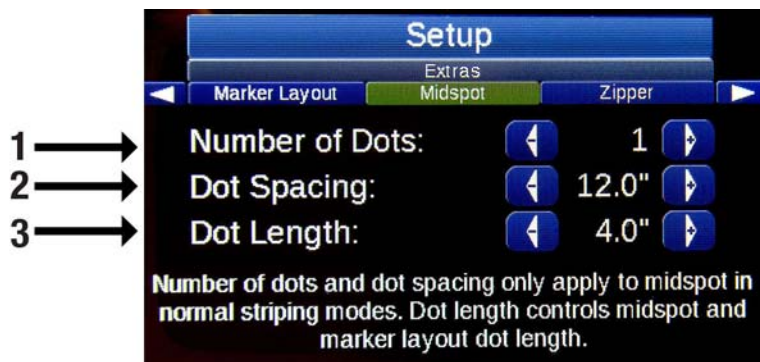 Setup
Extras
Marker Layout Midspot Zipper
1 Number of Dots: - 1 +
2 Dot Spacing: - 12.0" +
3 Dot Length: - 4.0" +
Number of dots and dot spacing only apply to midspot in
normal striping modes. Dot length controls midspot and
marker layout dot length.